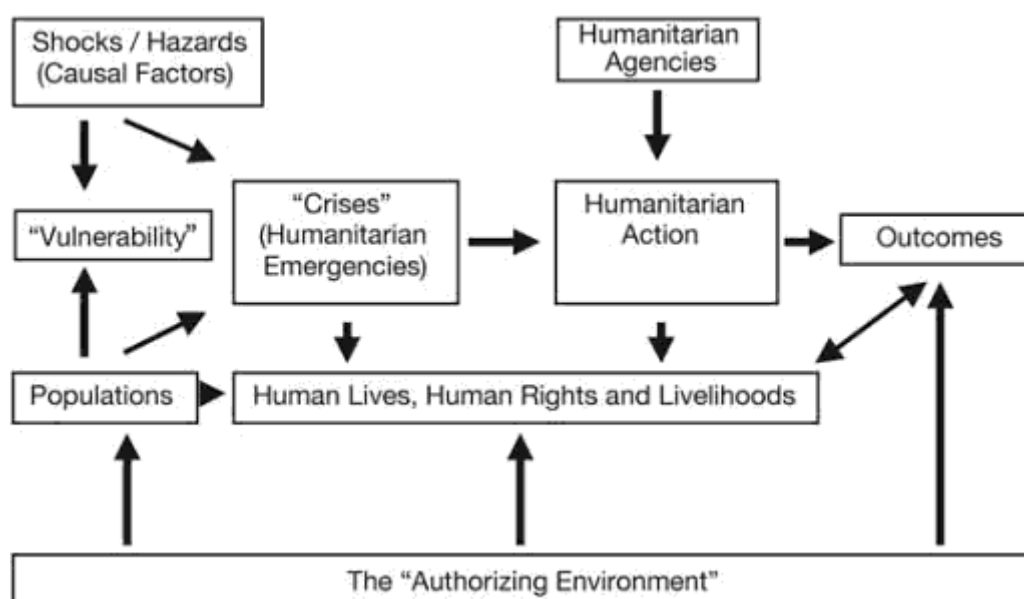 Shocks / Hazards
(Causal Factors)
Humanitarian
Agencies
“Vulnerability”
“Crises”
(Humanitarian
Emergencies)
Humanitarian
Action
Outcomes
Populations
Human Lives, Human Rights and Livelihoods
The “Authorizing Environment”